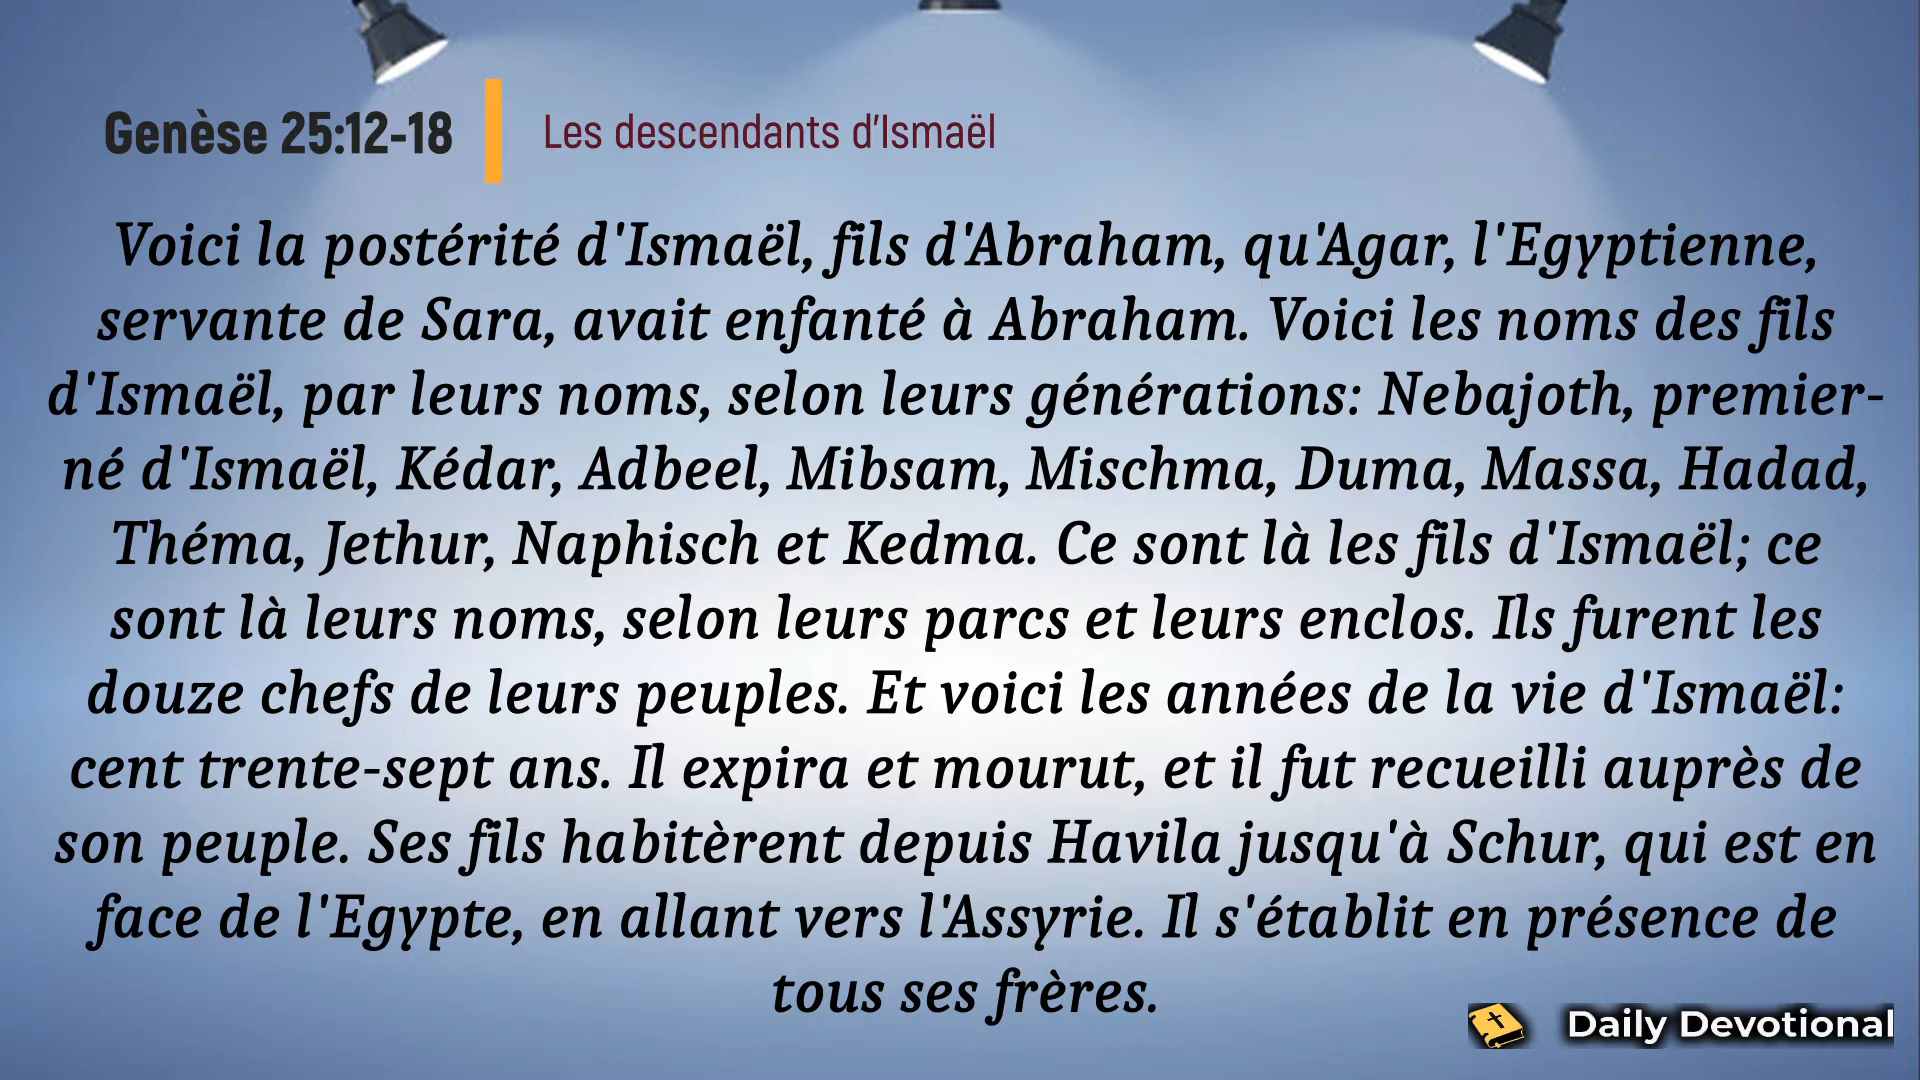 Genèse 25:12-18
Les descendants d'Ismaël
Voici la postérité d'Ismaël, fils d'Abraham, qu'Agar, l'Egyptienne,
servante de Sara, avait enfanté à Abraham. Voici les noms des fils
d'Ismaël, par leurs noms, selon leurs générations: Nebajoth, premier-
né d'Ismaël, Kédar, Adbeel, Mibsam, Mischma, Duma, Massa, Hadad,
Théma, Jethur, Naphisch et Kedma. Ce sont là les fils d'Ismaël; ce
sont là leurs noms, selon leurs parcs et leurs enclos. Ils furent les
douze chefs de leurs peuples. Et voici les années de la vie d'Ismaël:
cent trente-sept ans. Il expira et mourut, et il fut recueilli auprès de
son peuple. Ses fils habitèrent depuis Havila jusqu'à Schur, qui est en
face de l'Egypte, en allant vers l'Assyrie. Il s'établit en présence de
tous ses frères.
Daily Devotional